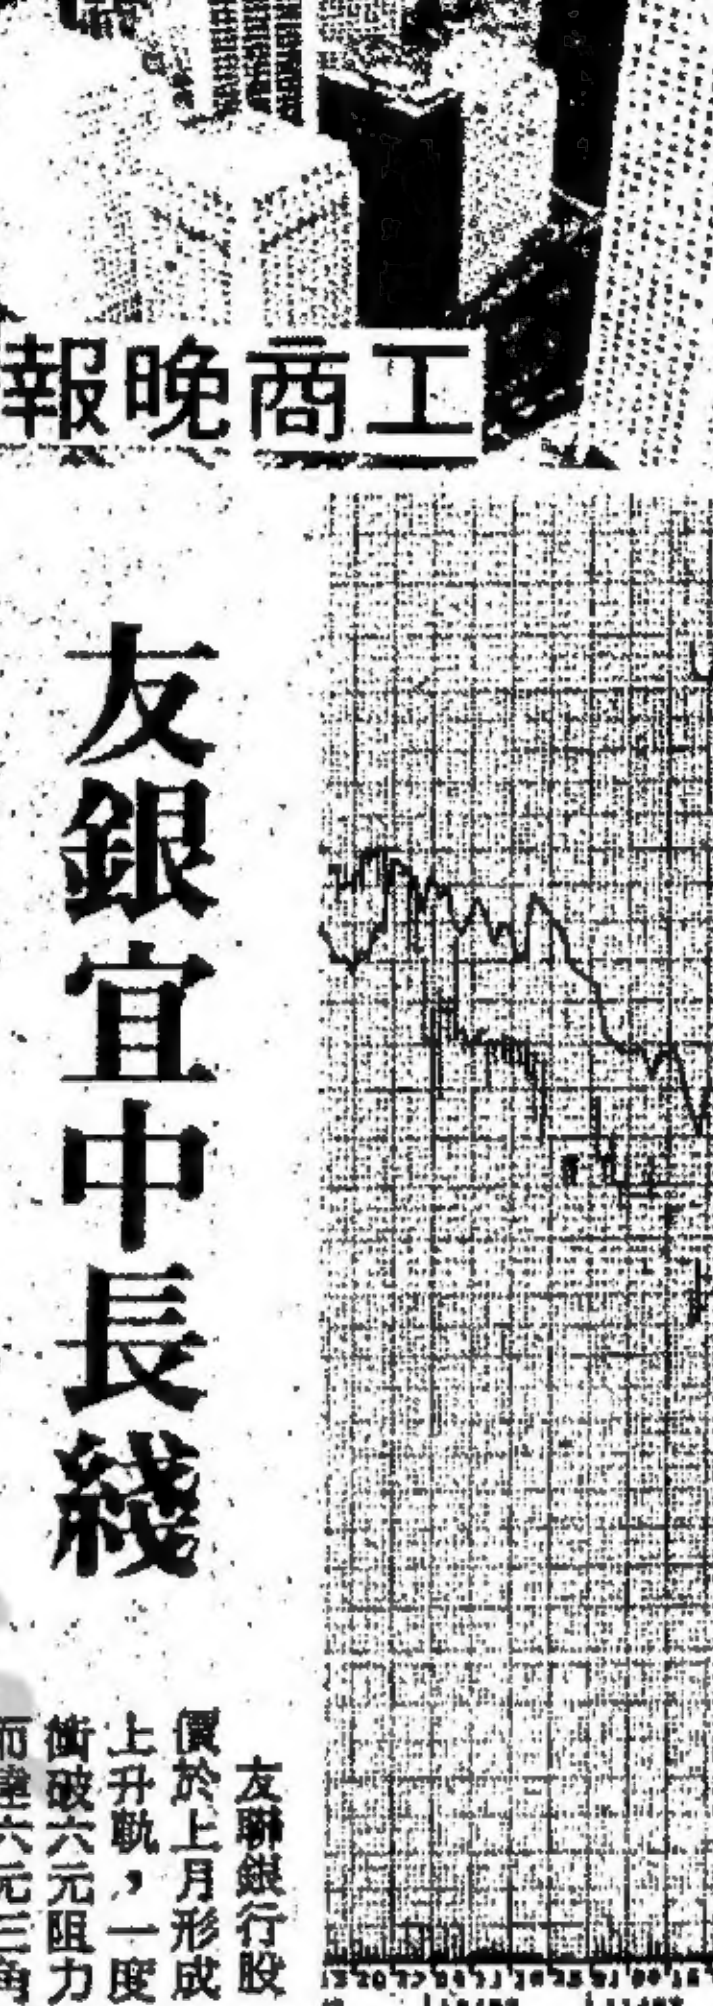 工商晚報
友銀宜中長綫
友聯銀行股
價於上月形成
上升軌，一度
衝破六元阻力
而達六元三角